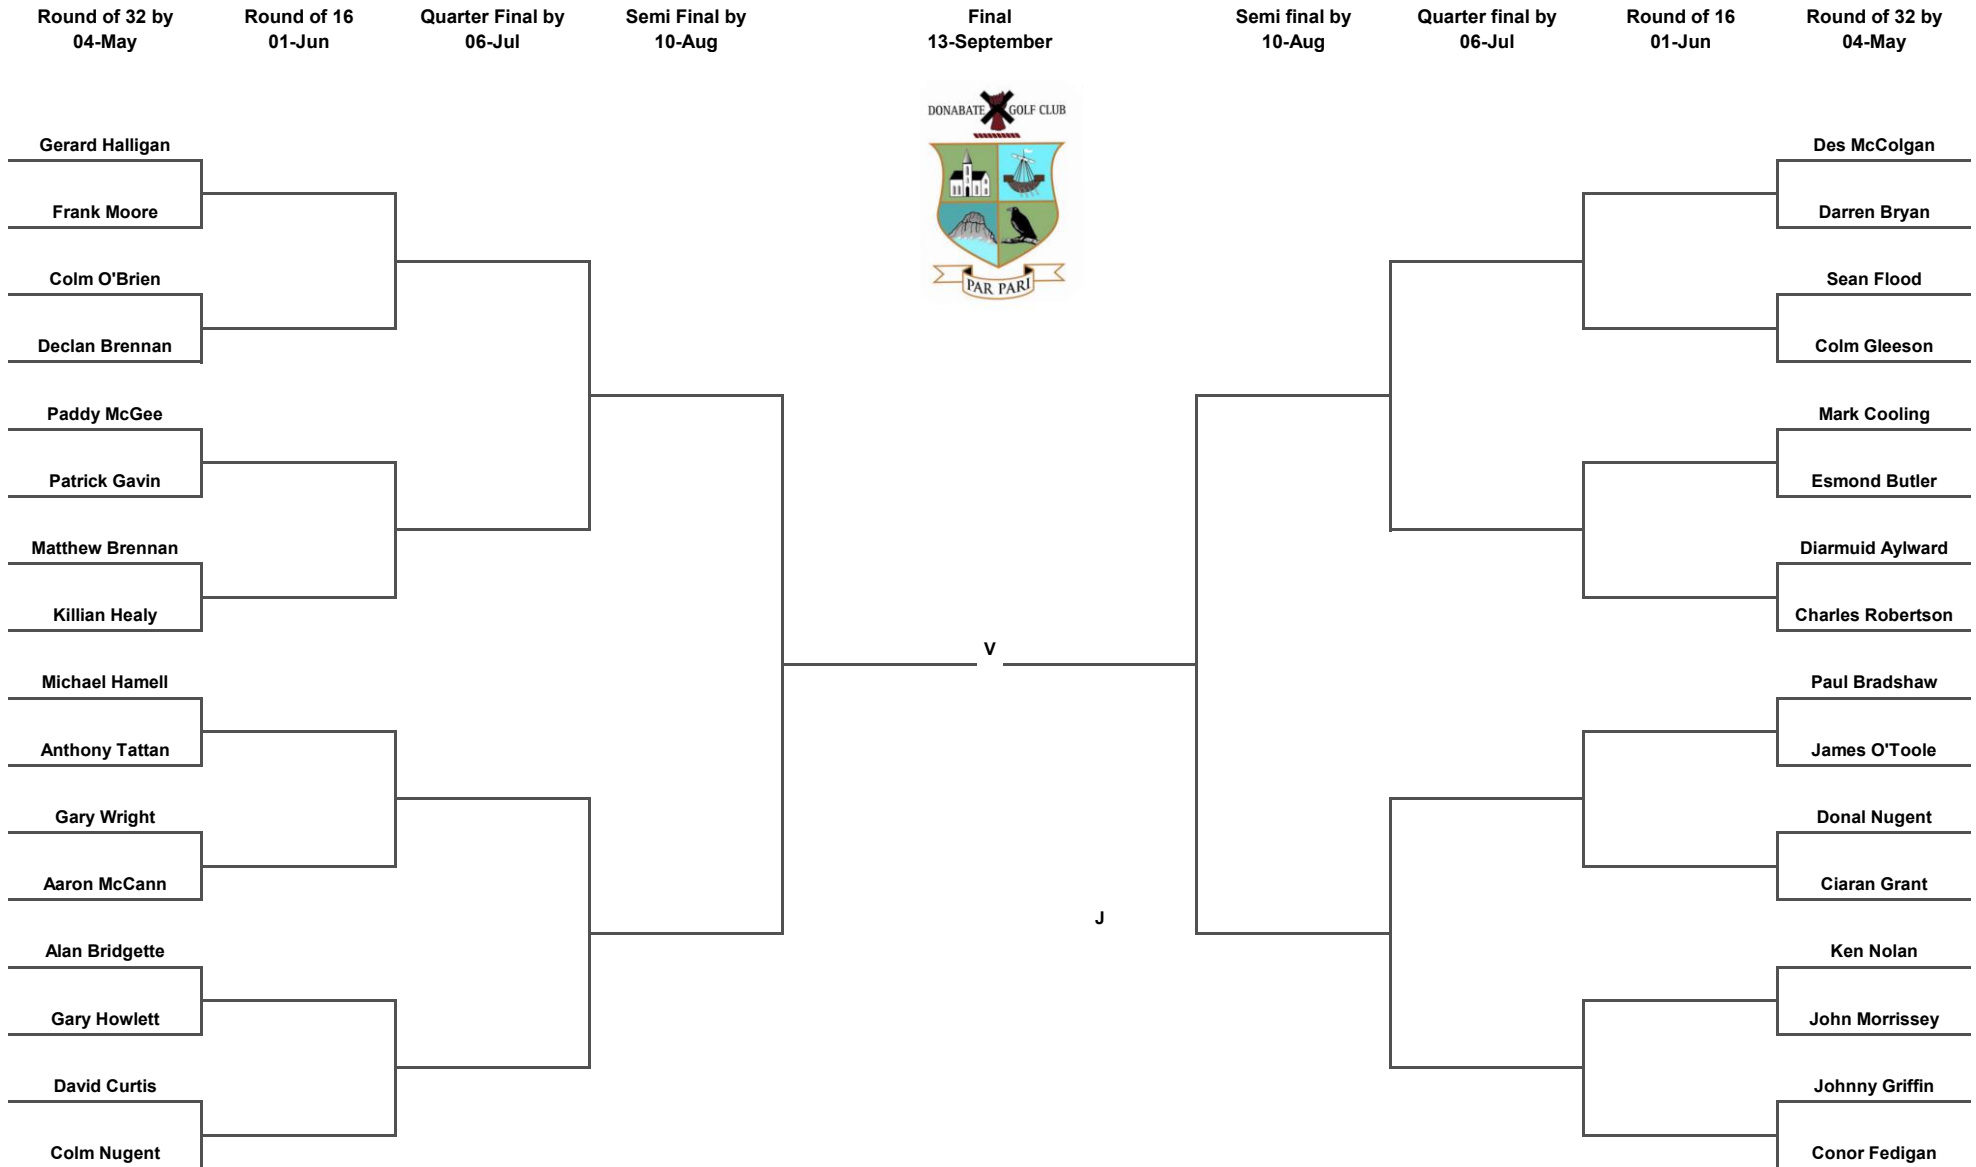 Round of 32 by
04-May
Round of 16
01-Jun
Quarter Final by
06-Jul
Semi Final by
10-Aug
Final
13-September
Semi final by
10-Aug
Quarter final by
06-Jul
Round of 16
01-Jun
Round of 32 by
04-May
DONABATE GOLF CLUB
PAR PARI
Gerard Halligan
Frank Moore
Colm O'Brien
Declan Brennan
Paddy McGee
Patrick Gavin
Matthew Brennan
Killian Healy
Michael Hamell
Anthony Tattan
Gary Wright
Aaron McCann
Alan Bridgette
Gary Howlett
David Curtis
Colm Nugent
V
J
Des McColgan
Darren Bryan
Sean Flood
Colm Gleeson
Mark Cooling
Esmond Butler
Diarmuid Aylward
Charles Robertson
Paul Bradshaw
James O'Toole
Donal Nugent
Ciaran Grant
Ken Nolan
John Morrissey
Johnny Griffin
Conor Fedigan